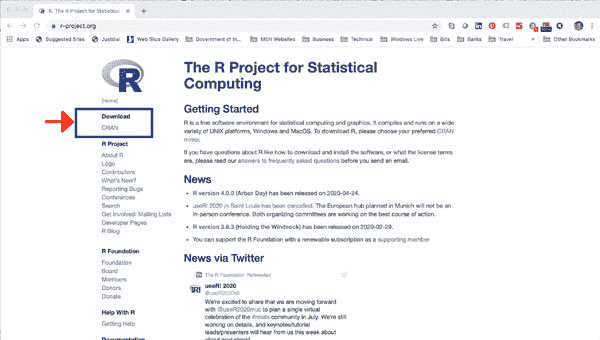 R: The R Project for Statistical
r-project.org
Apps
Suggested Sites
Justdial
Web Slice Gallery
Government of In...
MSN Websites
Business
Technical
Windows Live
Bills
Banks
Travel
»
Other Bookmarks
R
[Home]
Download
CRAN
R Project
About R
Logo
Contributors
What's New?
Reporting Bugs
Conferences
Search
Get Involved: Mailing Lists
Developer Pages
R Blog
R Foundation
Foundation
Board
Members
Donors
Donate
Help With R
Getting Help
Documentation
The R Project for Statistical
Computing
Getting Started
R is a free software environment for statistical computing and graphics. It compiles and runs on a wide
variety of UNIX platforms, Windows and MacOS. To download R, please choose your preferred CRAN
mirror.
If you have questions about R like how to download and install the software, or what the license terms
are, please read our answers to frequently asked questions before you send an email.
News
• R version 4.0.0 (Arbor Day) has been released on 2020-04-24.
• useR! 2020 in Saint Louis has been cancelled. The European hub planned in Munich will not be an
in-person conference. Both organizing committees are working on the best course of action.
• R version 3.6.3 (Holding the Windsock) has been released on 2020-02-29.
• You can support the R Foundation with a renewable subscription as a supporting member
News via Twitter
The R Foundation Retweeted
useR! 2020
We're excited to share that we are moving forward
with @useR2020muc to plan a single virtual
celebration of the #rstats community in July. We're still
working on details, and keynotes/tutorial
leads/presenters will hear from us this week about